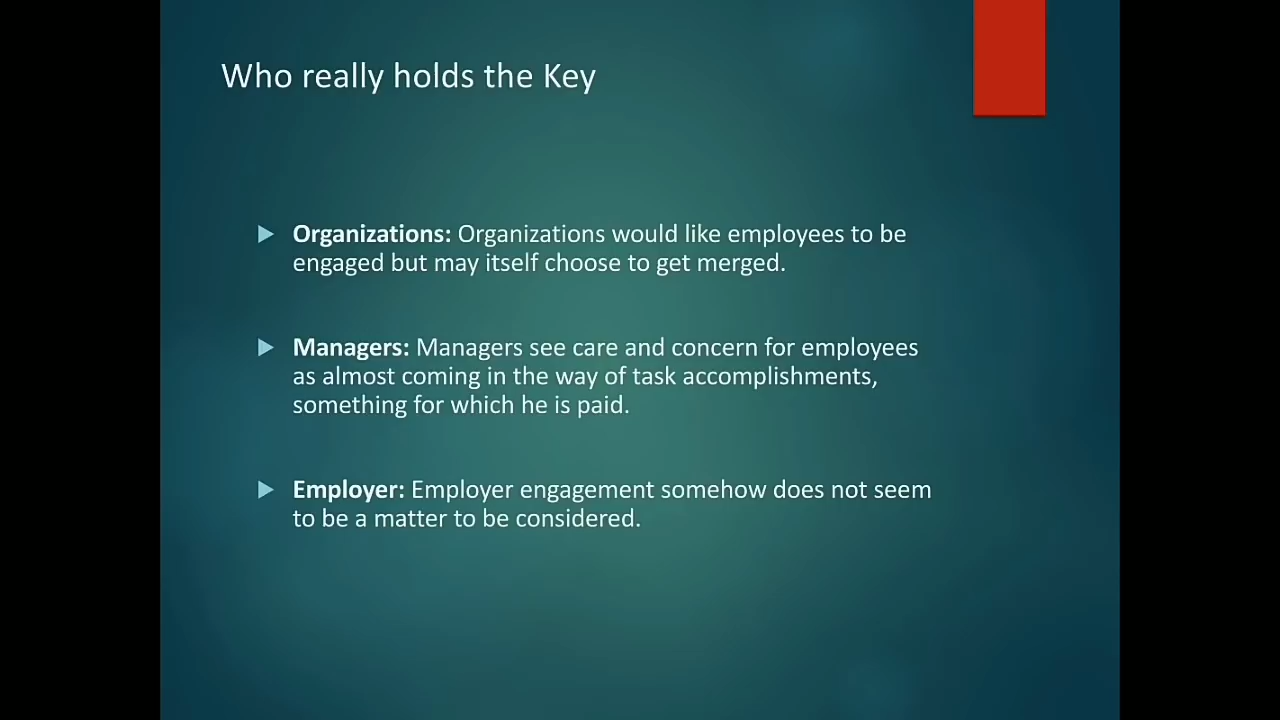 Who really holds the Key
Organizations: Organizations would like employees to be
engaged but may itself choose to get merged.
Managers: Managers see care and concern for employees
as almost coming in the way of task accomplishments,
something for which he is paid.
Employer: Employer engagement somehow does not seem
to be a matter to be considered.